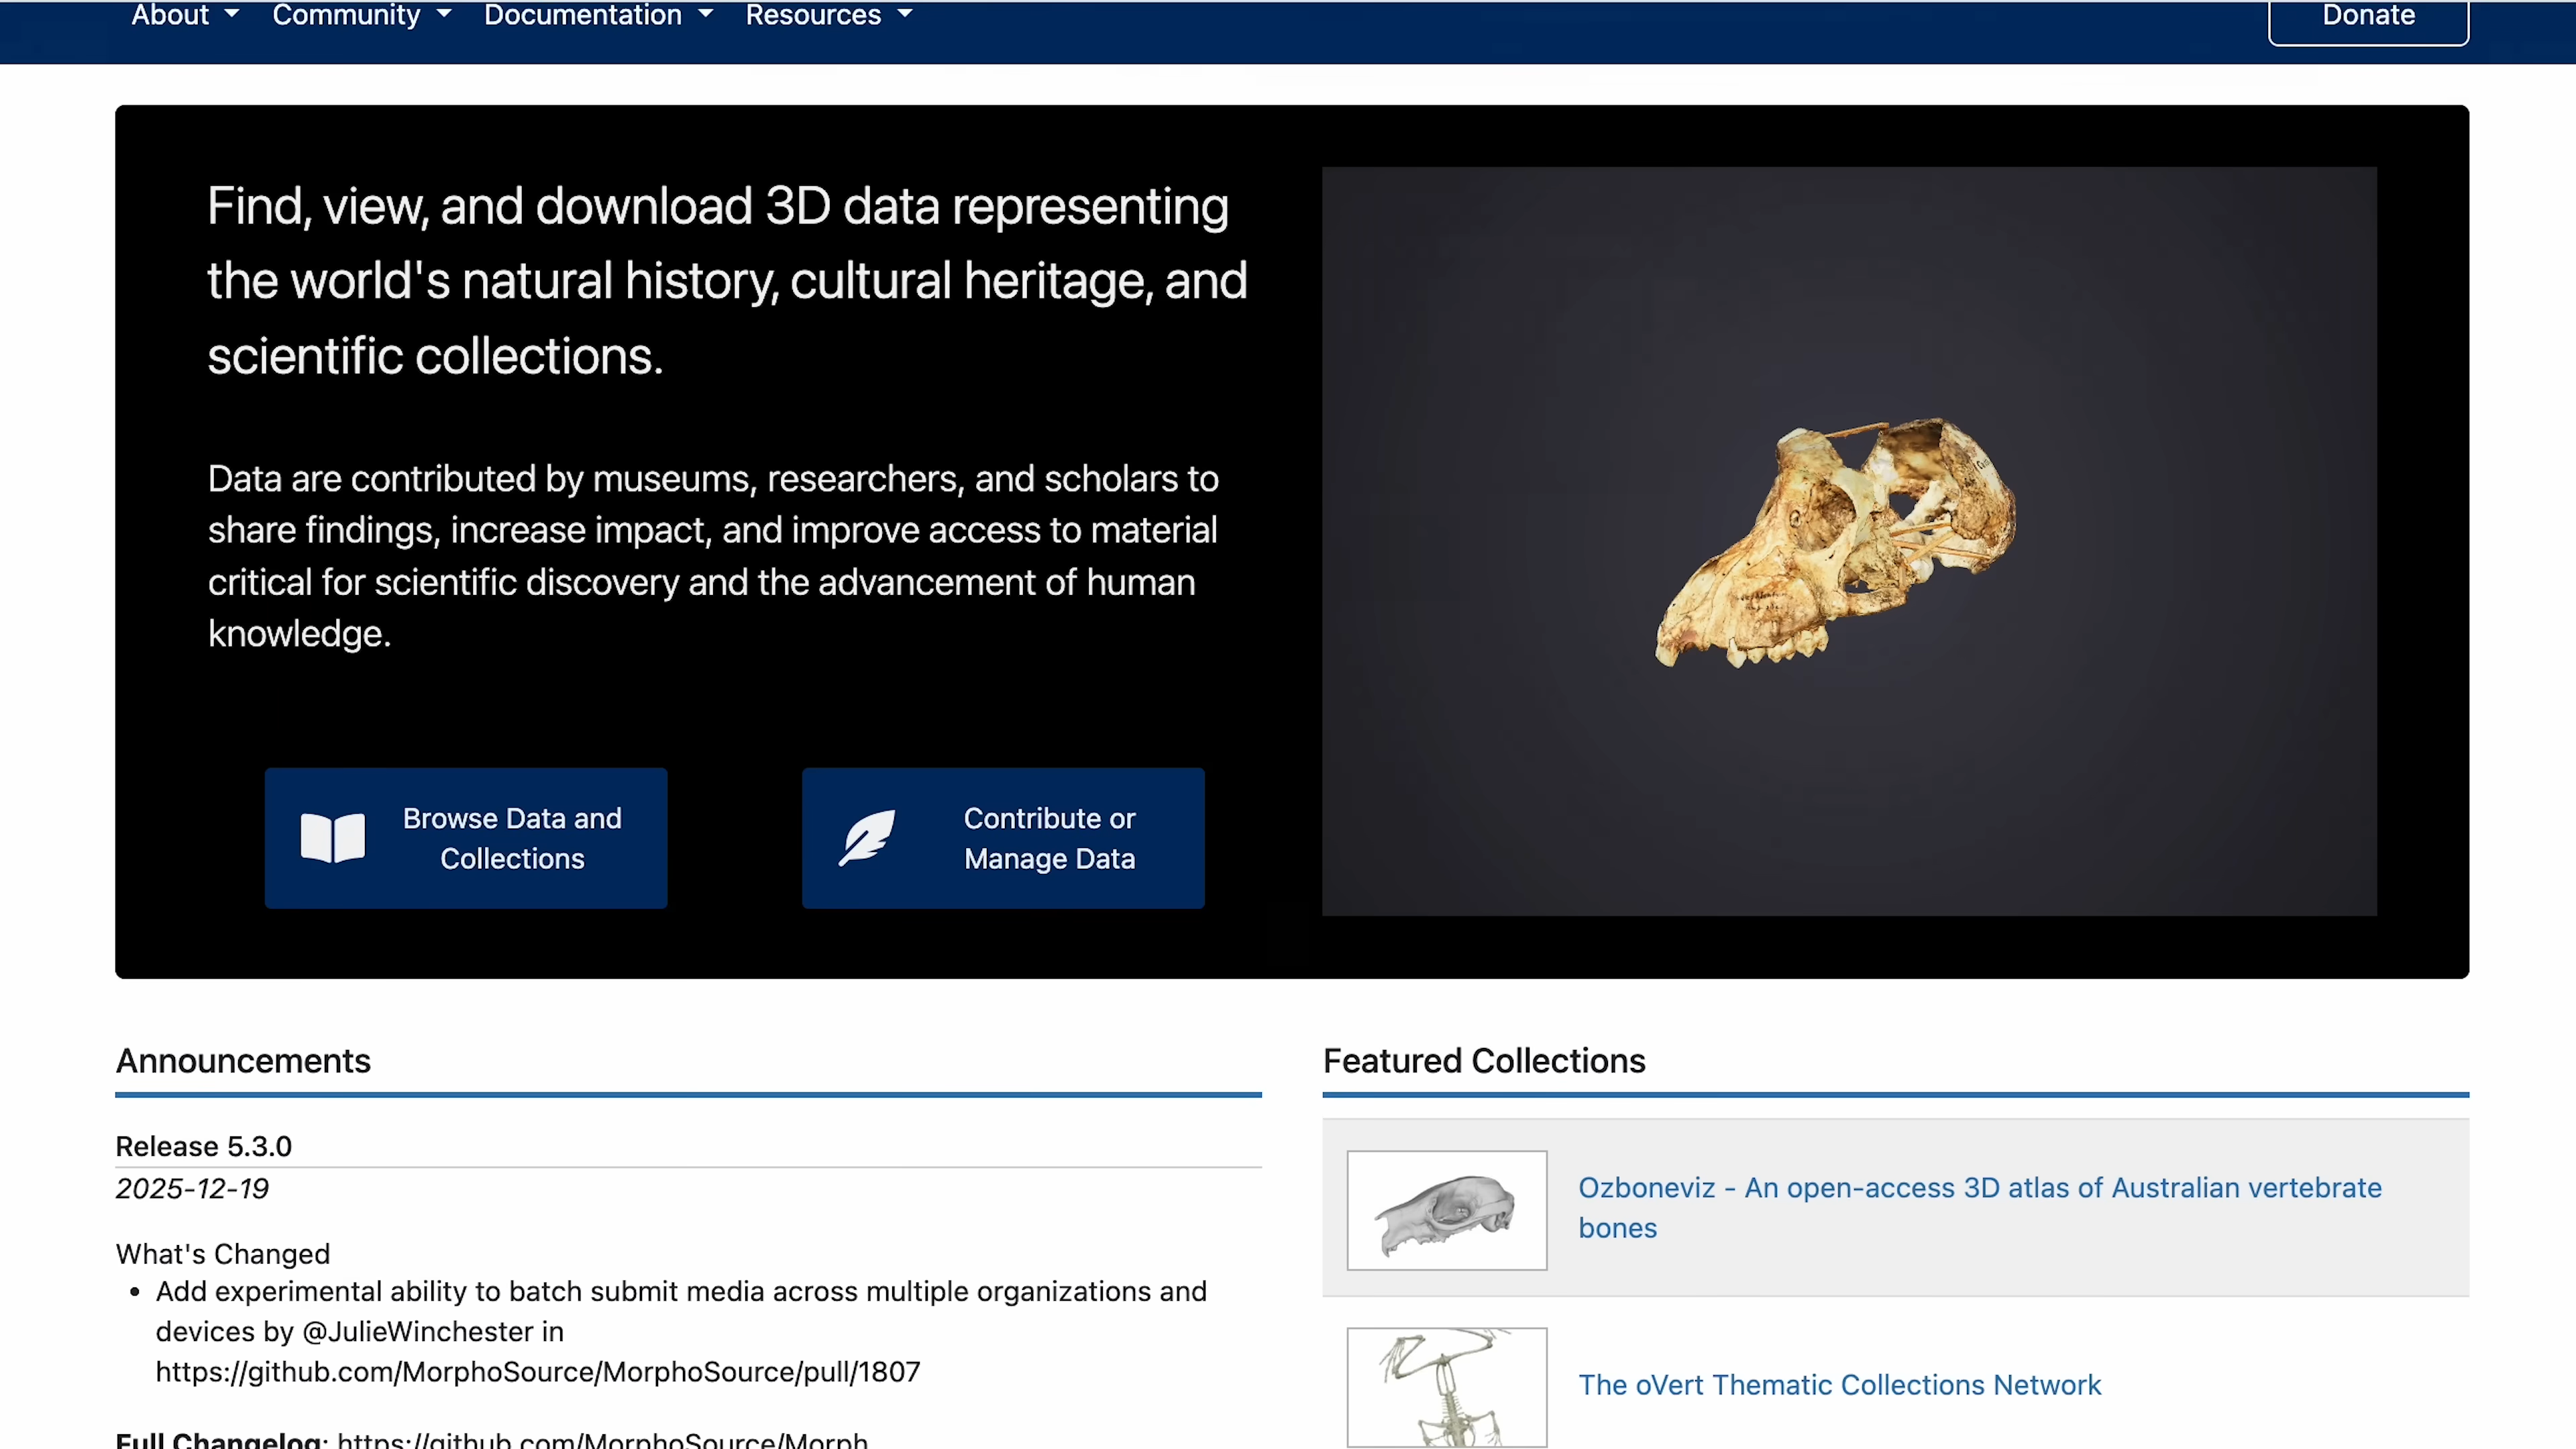 About Community Documentation Resources Donate
Find, view, and download 3D data representing
the world's natural history, cultural heritage, and
scientific collections.
Data are contributed by museums, researchers, and scholars to
share findings, increase impact, and improve access to material
critical for scientific discovery and the advancement of human
knowledge.
Browse Data and
Collections
Contribute or
Manage Data
Announcements
Release 5.3.0
2025-12-19
What's Changed
• Add experimental ability to batch submit media across multiple organizations and
devices by @JulieWinchester in
https://github.com/MorphoSource/MorphoSource/pull/1807
Full Changelog: https://github.com/MorphoSource/Morph
Featured Collections
Ozboneviz - An open-access 3D atlas of Australian vertebrate
bones
The oVert Thematic Collections Network